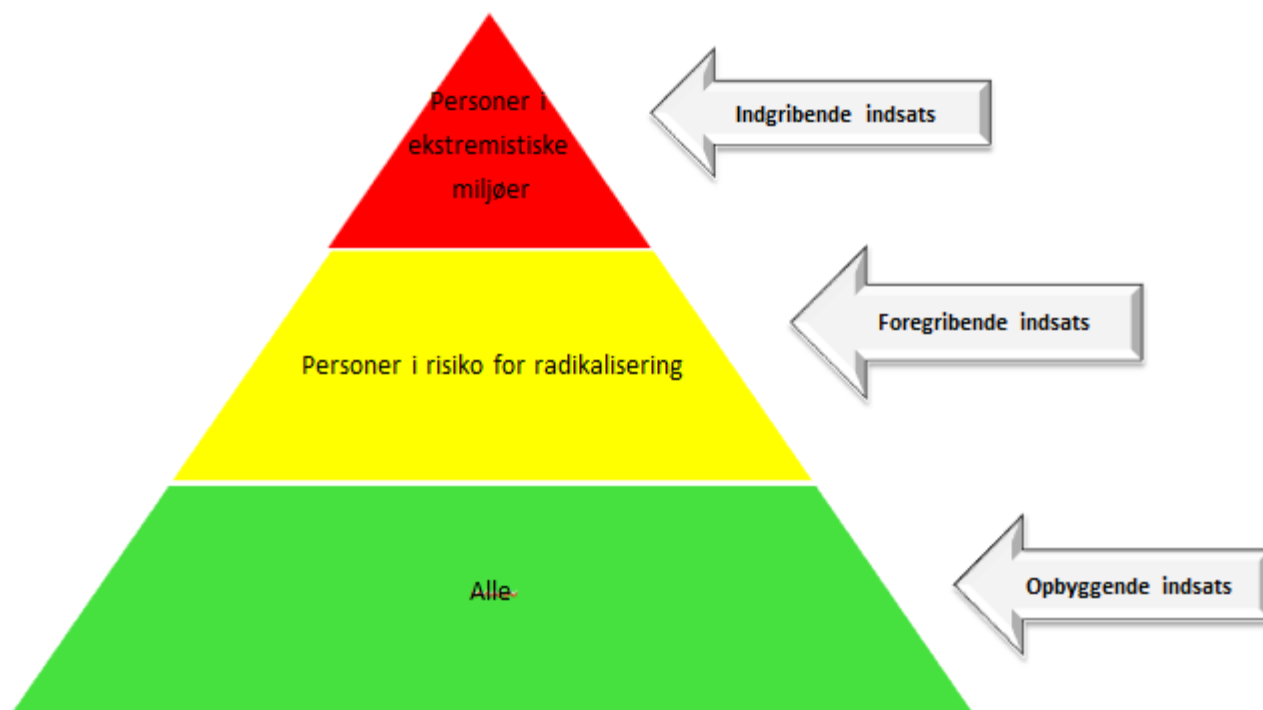 Personer i
ekstremistiske
miljøer
Indgribende indsats
Personer i risiko for radikalisering
Foregribende indsats
Alle
Opbyggende indsats